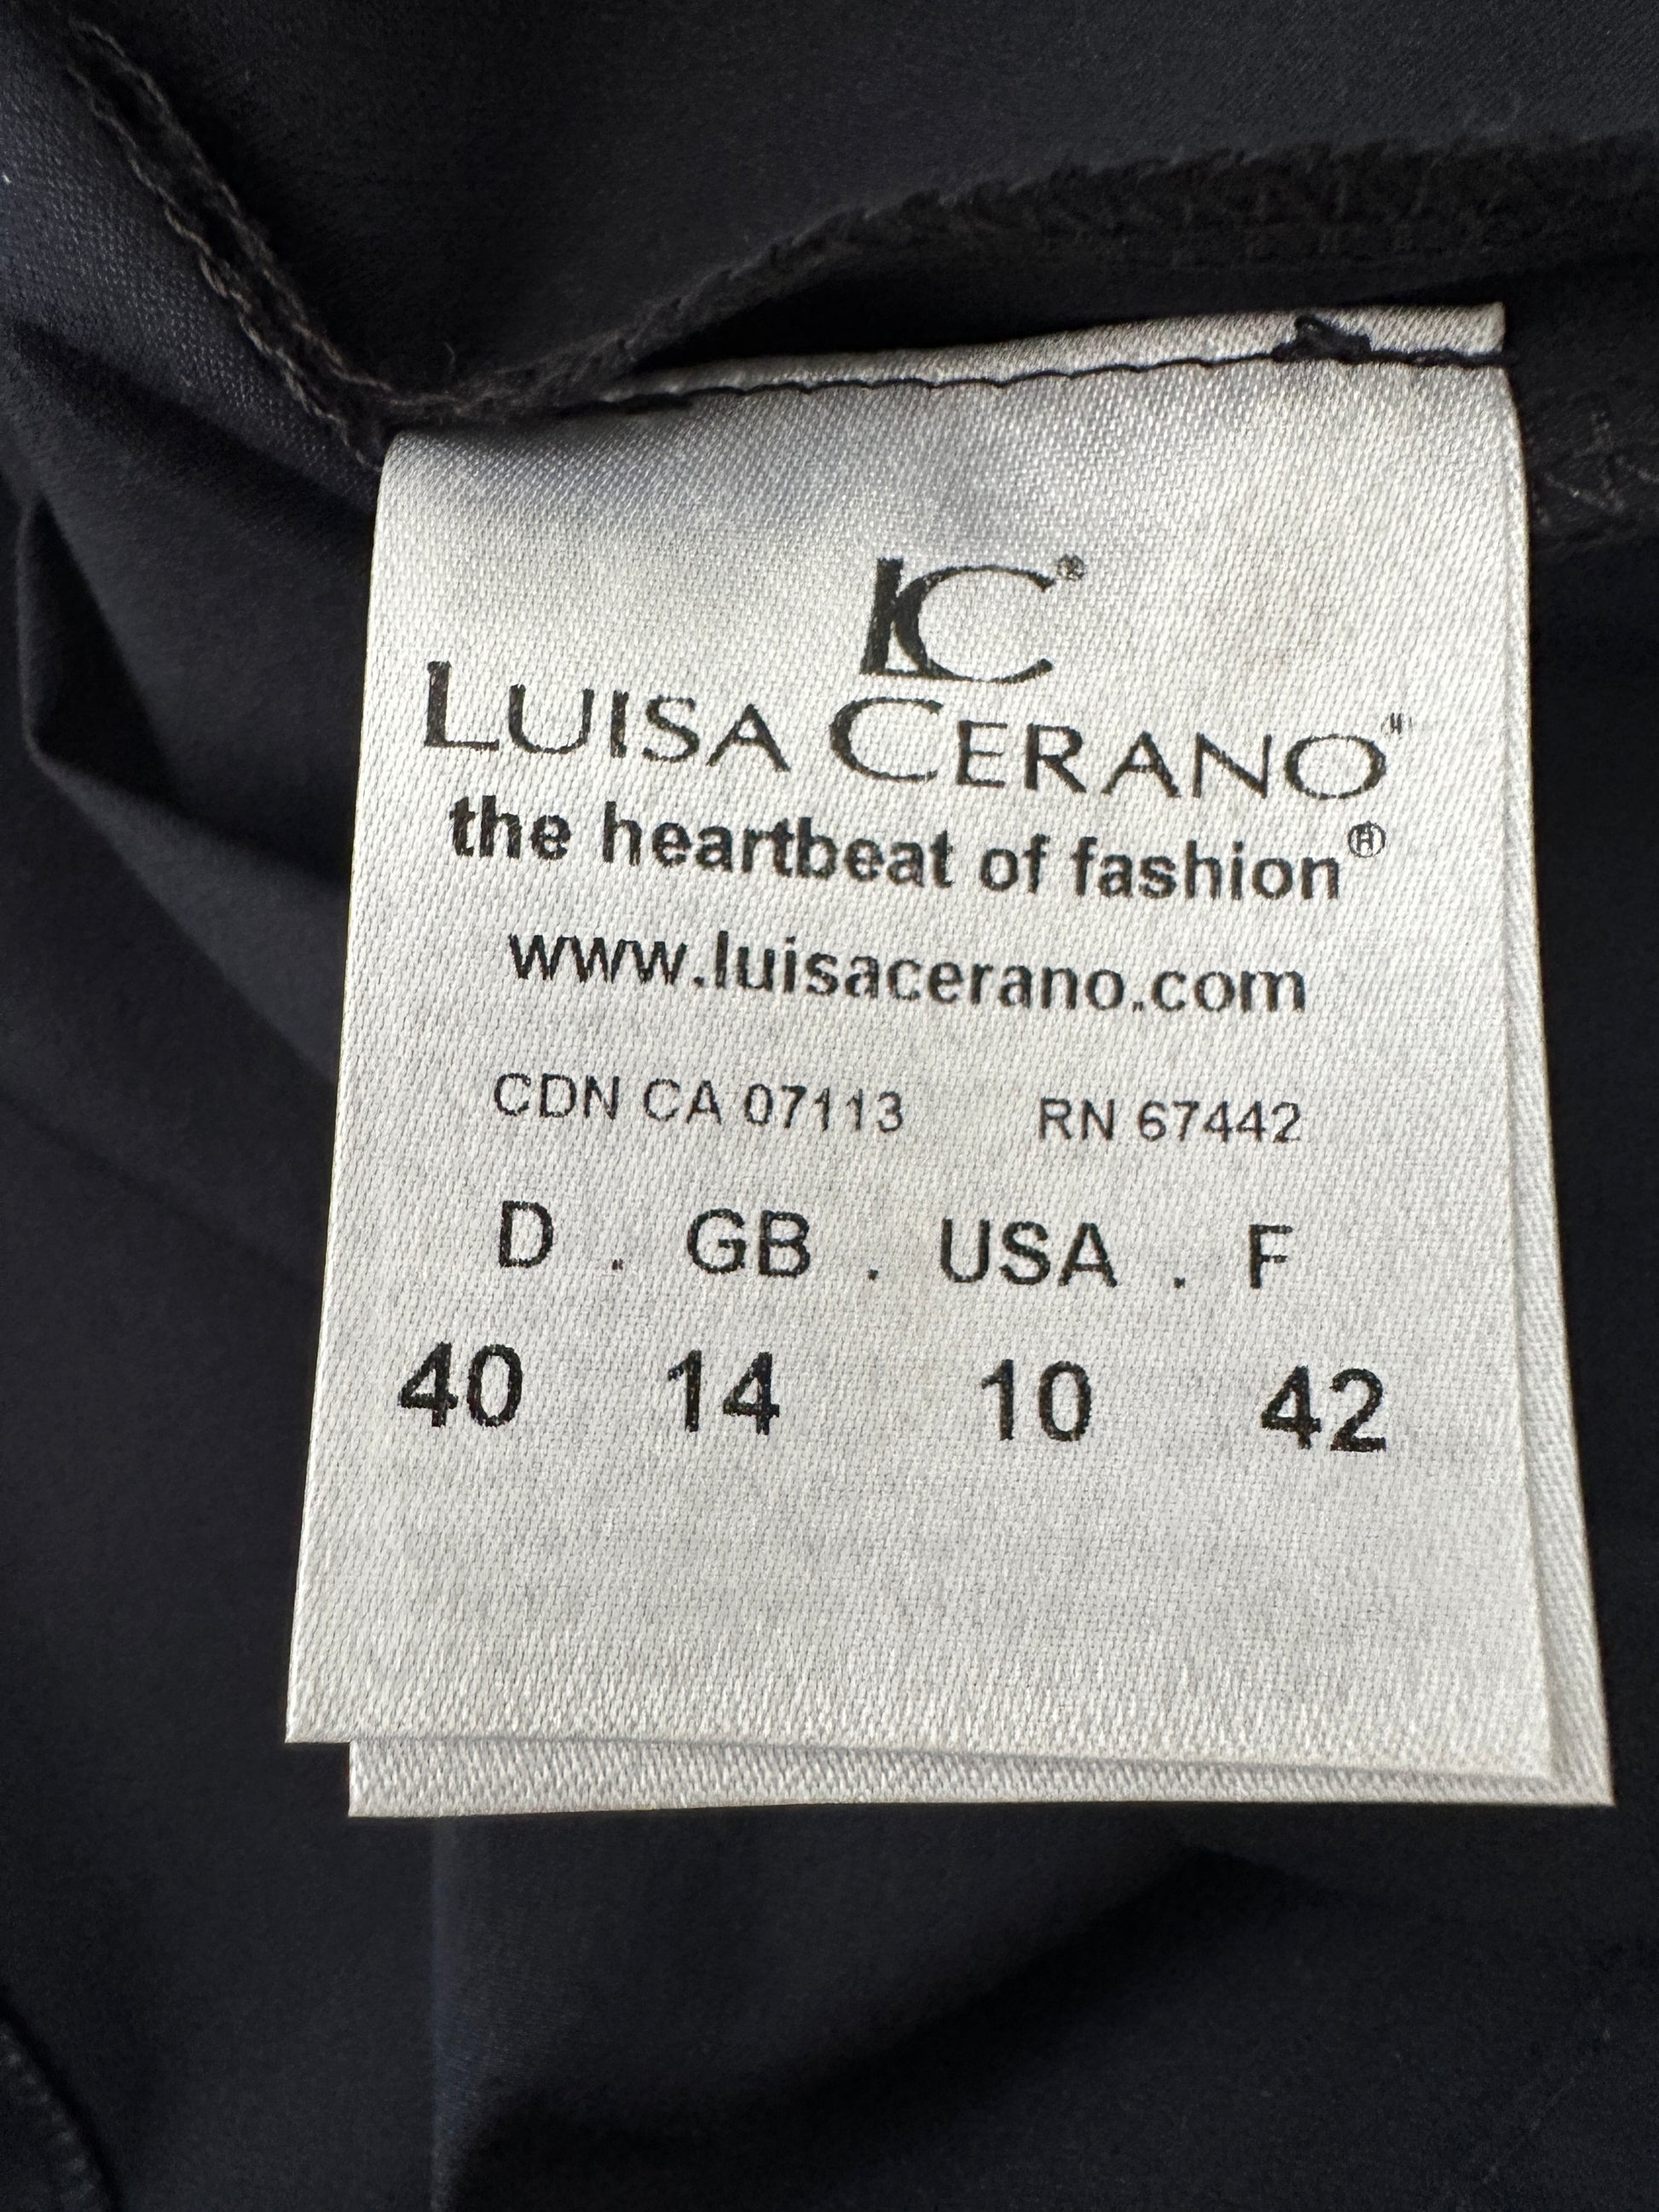 LC®
LUISA CERANO®
the heartbeat of fashion®
www.luisacerano.com
CDN CA 07113 RN 67442
D . GB . USA . F
40 14 10 42